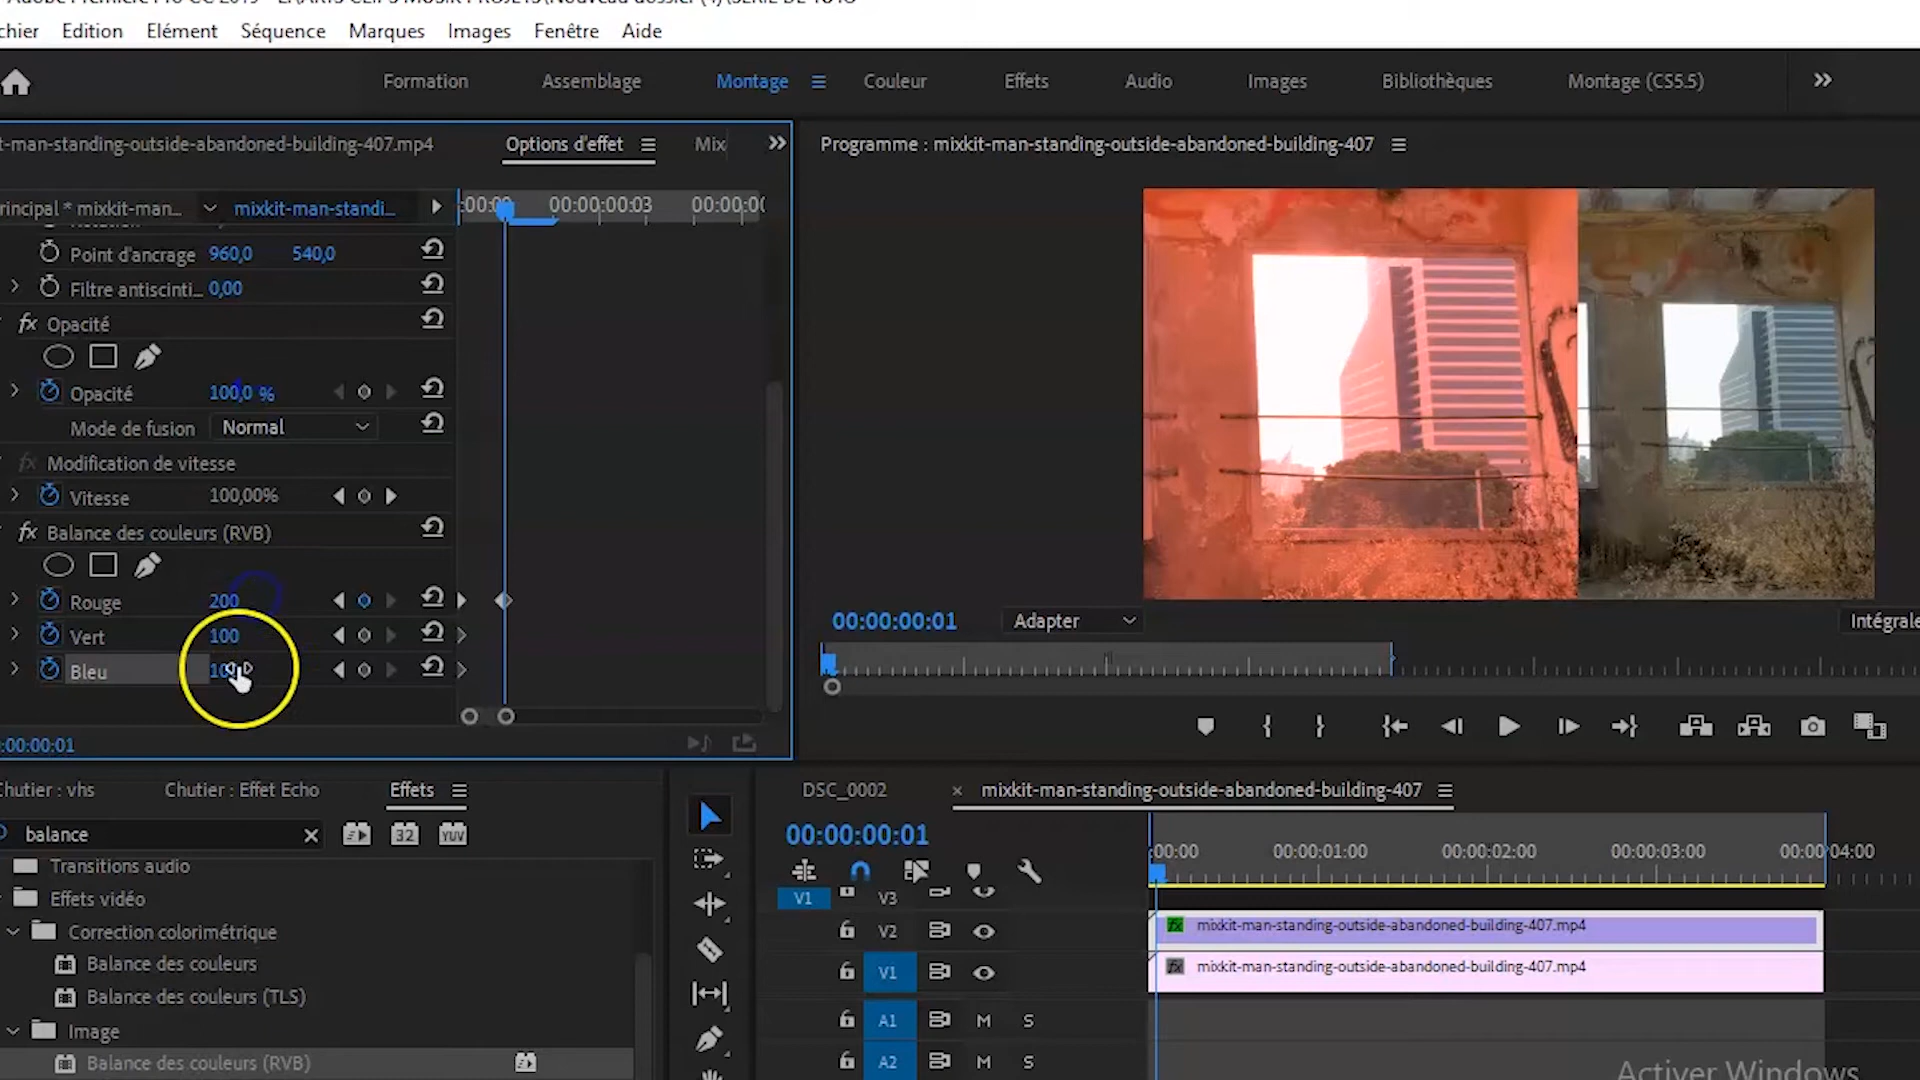 Adobe Premiere Pro CC 2019 - 
chier Edition Elément Séquence Marques Images Fenêtre Aide
Formation Assemblage Montage Couleur Effets Audio Images Bibliothèques Montage (CS5.5)
t-man-standing-outside-abandoned-building-407.mp4 Options d'effet Mix
Programme : mixkit-man-standing-outside-abandoned-building-407
rincipal * mixkit-man... mixkit-man-standi... :00:00 00:00:00:03 00:00:0
Point d'ancrage 960,0 540,0
Filtre antiscinti... 0,00
fx Opacité
Opacité 100,0 %
Mode de fusion Normal
fx Modification de vitesse
Vitesse 100,00%
fx Balance des couleurs (RVB)
Rouge 200
Vert 100
Bleu
:00:00:01
00:00:00:01 Adapter Intégrale
Chutier : vhs Chutier : Effet Echo Effets
balance 32 YUV
Transitions audio
Effets vidéo
Correction colorimétrique
Balance des couleurs
Balance des couleurs (TLS)
Image
Balance des couleurs (RVB)
DSC_0002 × mixkit-man-standing-outside-abandoned-building-407
00:00:00:01
:00:00 00:00:01:00 00:00:02:00 00:00:03:00 00:00:04:00
V1 V3
V2 fx mixkit-man-standing-outside-abandoned-building-407.mp4
V1 fx mixkit-man-standing-outside-abandoned-building-407.mp4
A1 M S
A2 M S
Activer Windows